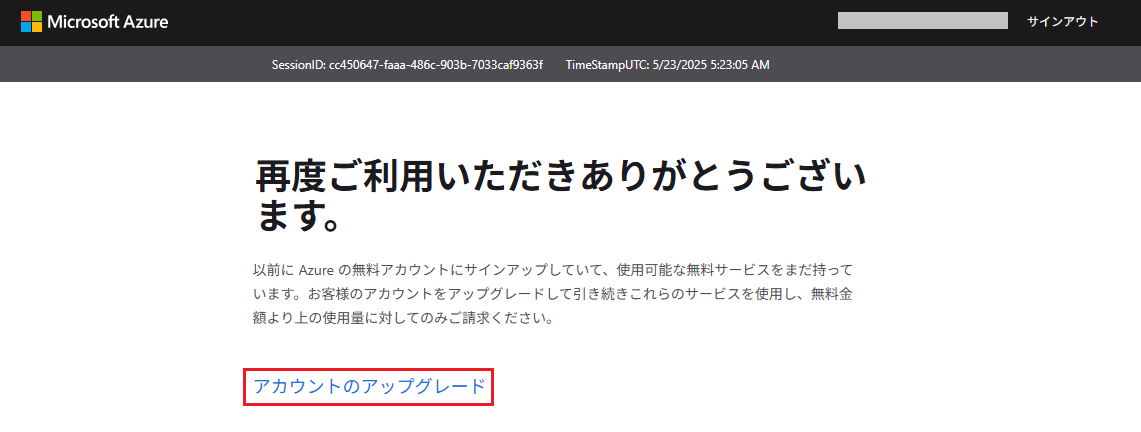 Microsoft Azure
サインアウト
SessionID: cc450647-faaa-486c-903b-7033caf9363f TimeStampUTC: 5/23/2025 5:23:05 AM
再度ご利用いただきありがとうござい
ます。
以前に Azure の無料アカウントにサインアップしていて、使用可能な無料サービスをまだ持って
います。お客様のアカウントをアップグレードして引き続きこれらのサービスを使用し、無料金
額より上の使用量に対してのみご請求ください。
アカウントのアップグレード